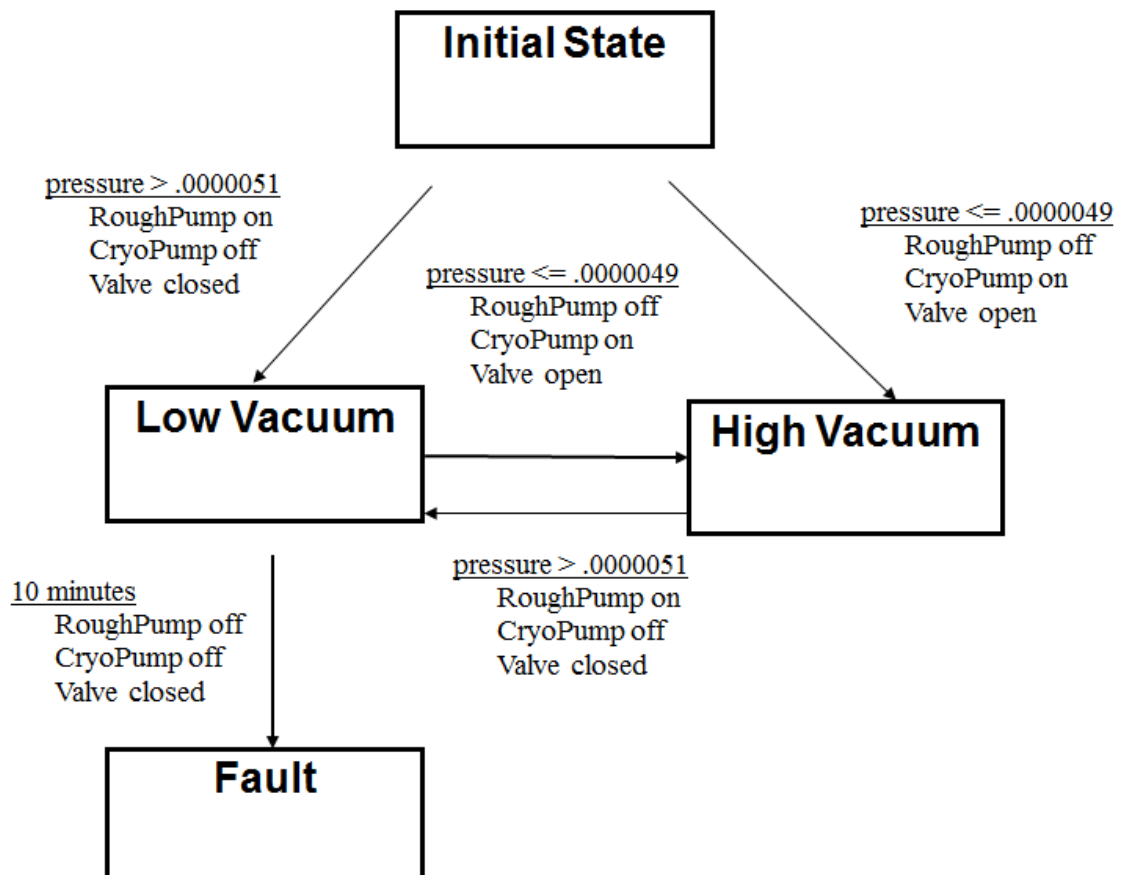 Initial State
pressure > .0000051
RoughPump on
CryoPump off
Valve closed
pressure <= .0000049
RoughPump off
CryoPump on
Valve open
pressure <= .0000049
RoughPump off
CryoPump on
Valve open
Low Vacuum
High Vacuum
pressure > .0000051
RoughPump on
CryoPump off
Valve closed
10 minutes
RoughPump off
CryoPump off
Valve closed
Fault